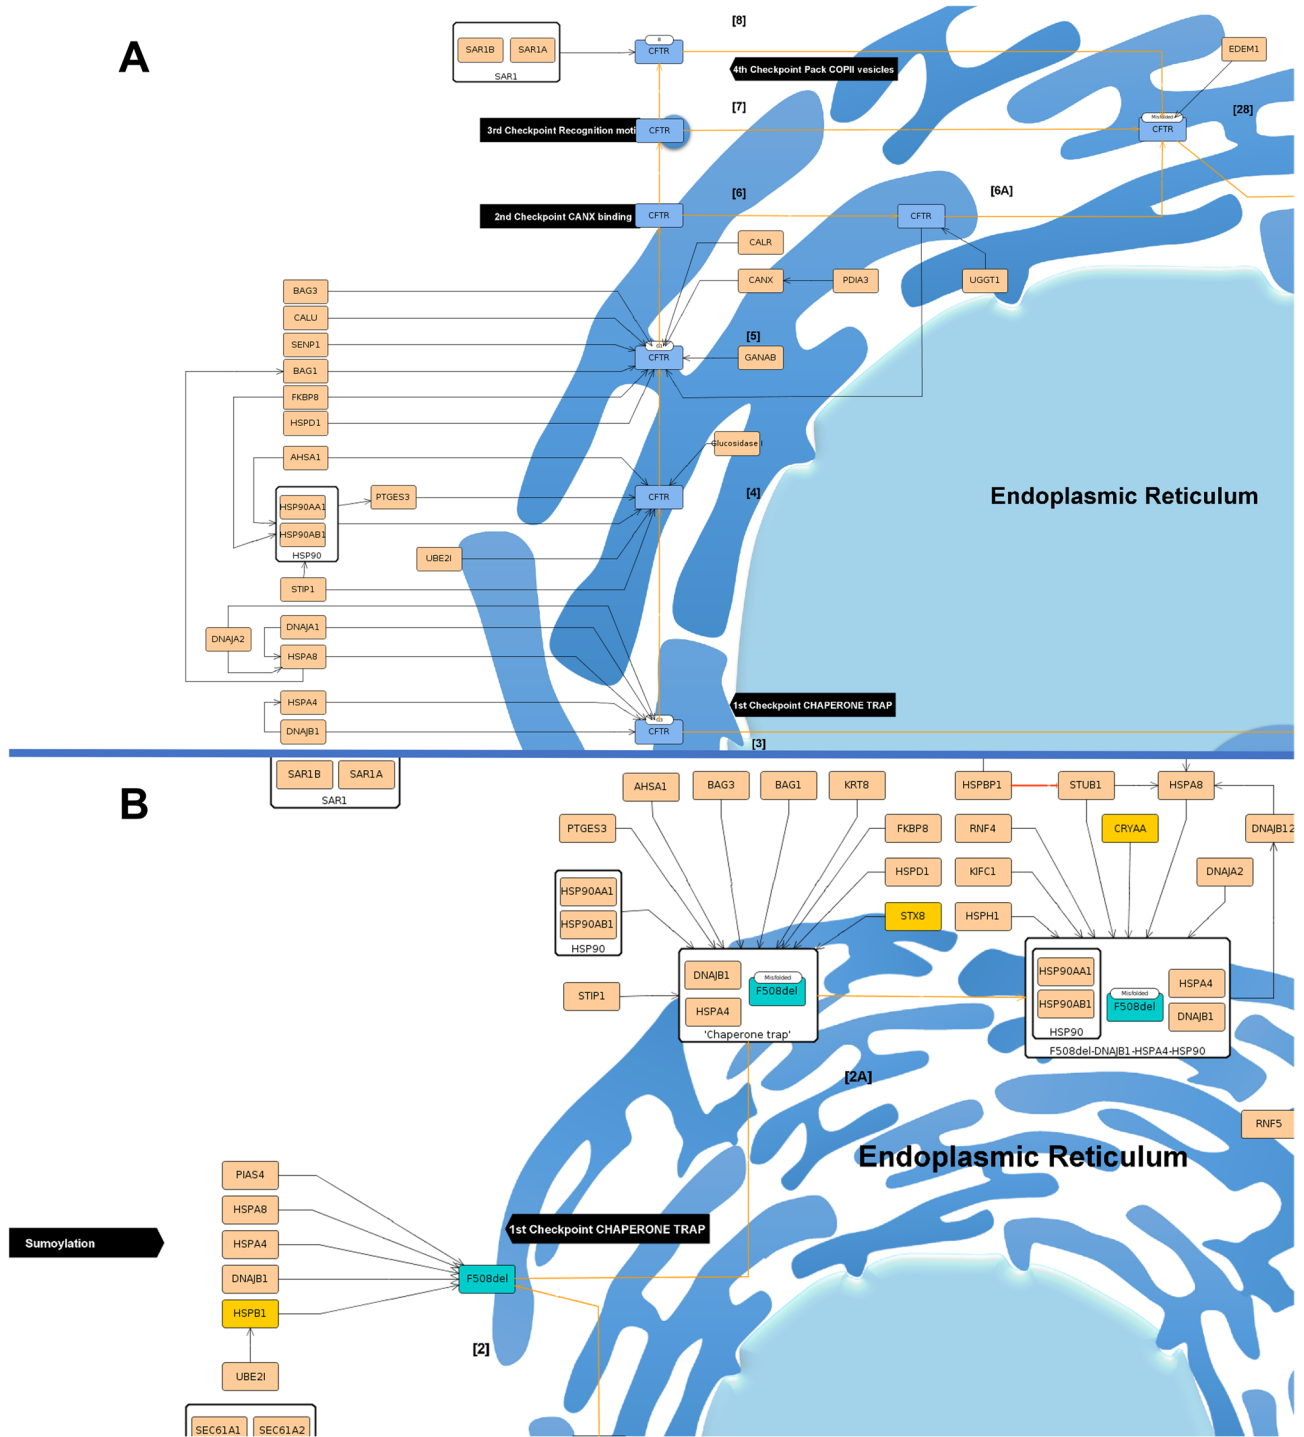 A
[8]
SAR1B SAR1A
SAR1
CFTR
EDEM1
4th Checkpoint Pack COPII vesicles
[7]
[28]
3rd Checkpoint Recognition moti
CFTR
Misfolded
CFTR
[6]
[6A]
2nd Checkpoint CANX binding
CFTR
CFTR
CALR
BAG3
CANX
PDIA3
UGGT1
CALU
SENP1
[5]
CFTR
GANAB
BAG1
FKBP8
HSPD1
Glucosidase I
AHSA1
PTGES3
CFTR
[4]
HSP90AA1
HSP90AB1
HSP90
UBE2I
STIP1
Endoplasmic Reticulum
DNAJA1
DNAJA2
HSPA8
HSPA4
1st Checkpoint CHAPERONE TRAP
DNAJB1
CFTR
[3]
B
SAR1B SAR1A
SAR1
AHSA1
BAG3
BAG1
KRT8
HSPBP1
STUB1
HSPA8
PTGES3
FKBP8
RNF4
CRYAA
DNAJB12
HSP90AA1
HSP90AB1
HSP90
HSPD1
KIFC1
DNAJA2
STX8
HSPH1
STIP1
DNAJB1
HSPA4
Misfolded
F508del
'Chaperone trap'
HSP90AA1
HSP90AB1
HSP90
Misfolded
F508del
HSPA4
DNAJB1
F508del-DNAJB1-HSPA4-HSP90
[2A]
RNF5
Endoplasmic Reticulum
PIAS4
HSPA8
1st Checkpoint CHAPERONE TRAP
Sumoylation
HSPA4
DNAJB1
F508del
HSPB1
[2]
UBE2I
SEC61A1 SEC61A2